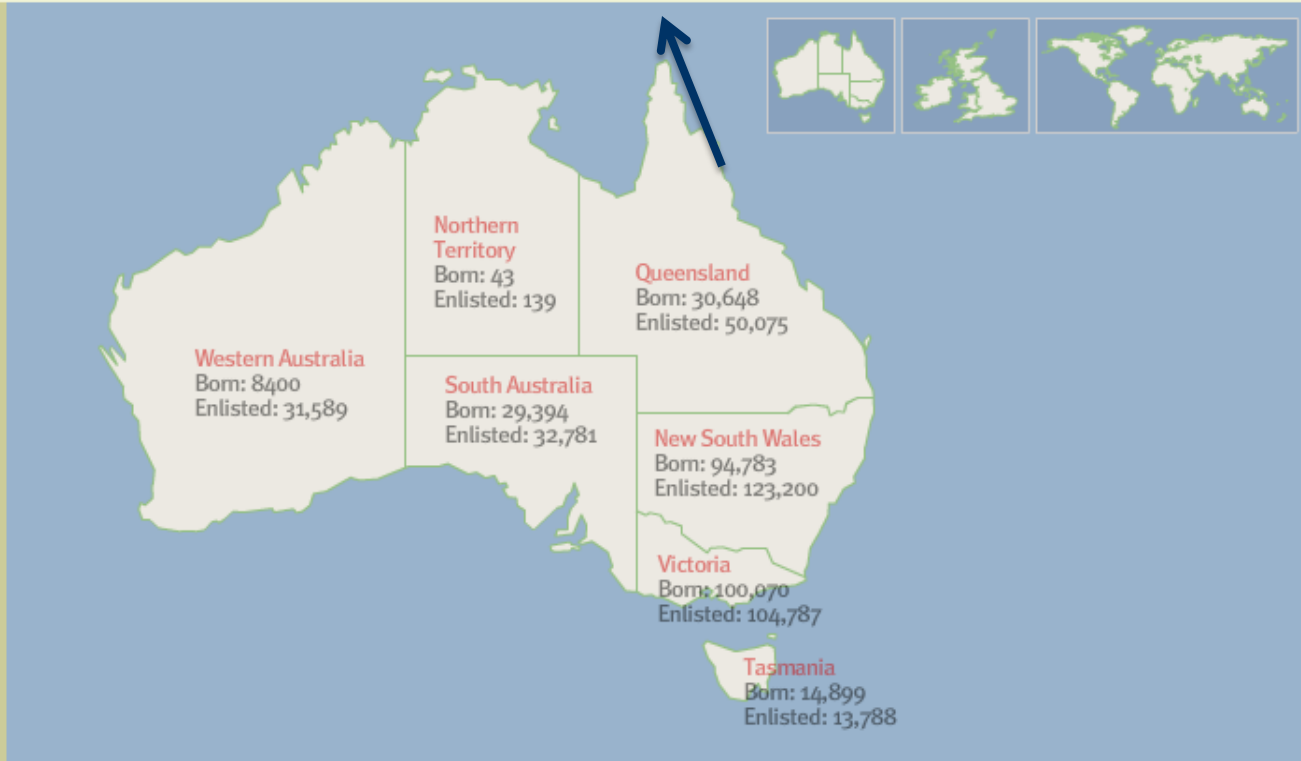 Northern
Territory
Born: 43
Enlisted: 139
Queensland
Born: 30,648
Enlisted: 50,075
Western Australia
Born: 8400
Enlisted: 31,589
South Australia
Born: 29,394
Enlisted: 32,781
New South Wales
Born: 94,783
Enlisted: 123,200
Victoria
Born: 100,070
Enlisted: 104,787
Tasmania
Born: 14,899
Enlisted: 13,788